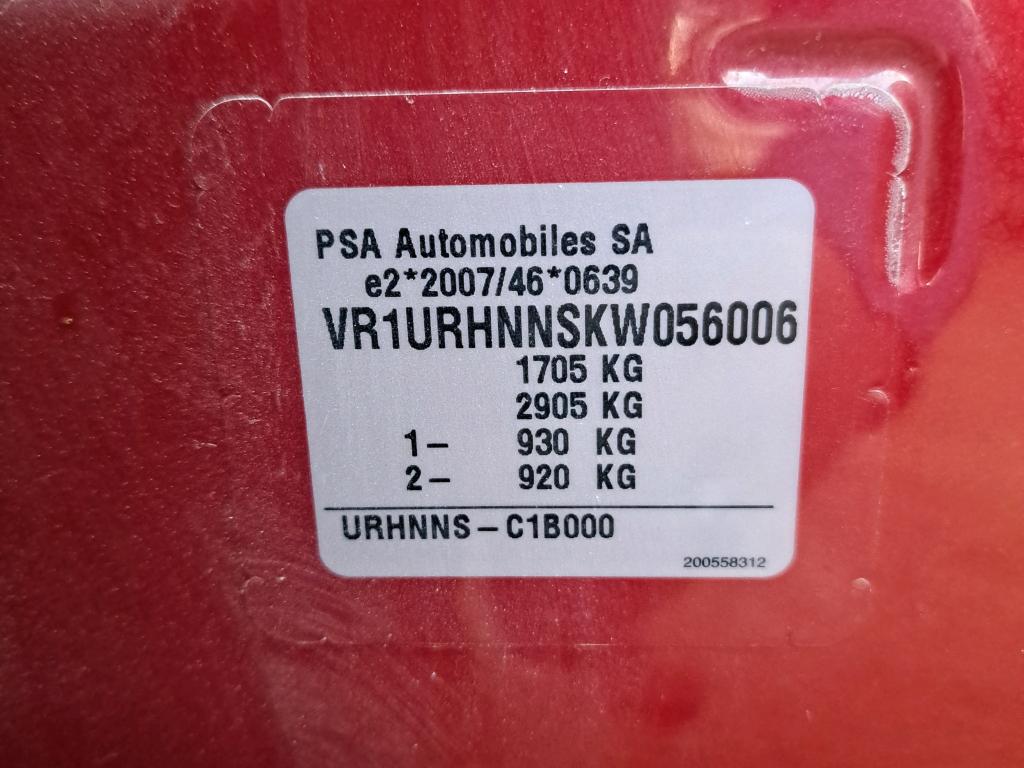 PSA Automobiles SA
e2*2007/46*0639
VR1URHNNSKW056006
1705 KG
2905 KG
1- 930 KG
2- 920 KG
URHNNS-C1B000
200558312